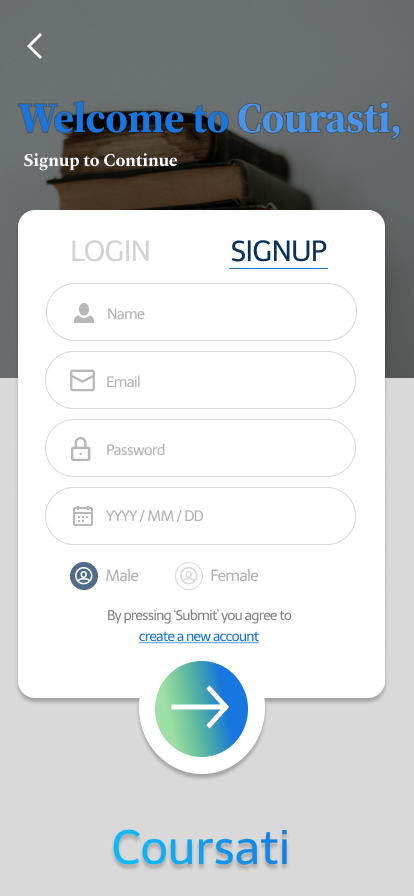 Welcome to Courasti,
Signup to Continue
LOGIN SIGNUP
Name
Email
Password
YYYY / MM / DD
Male Female
By pressing 'Submit' you agree to
create a new account
Coursati